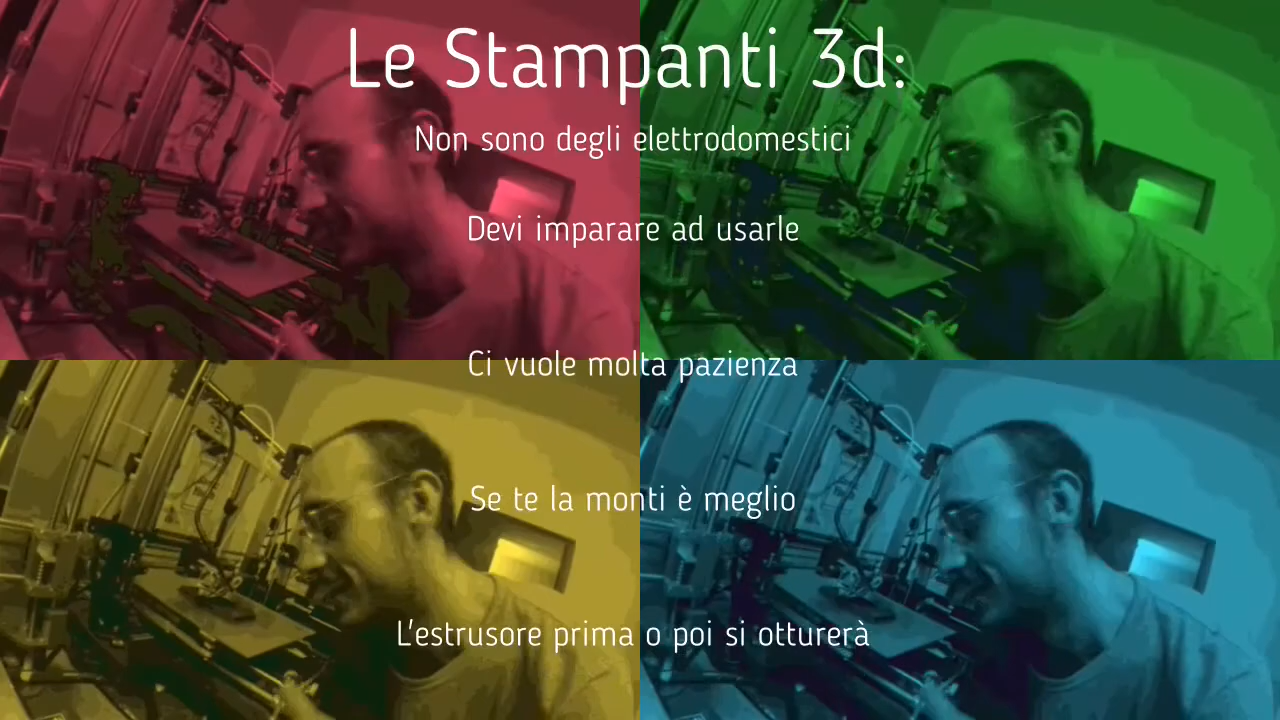 Le Stampanti 3d:
Non sono degli elettrodomestici
Devi imparare ad usarle
Ci vuole molta pazienza
Se te la monti è meglio
L'estrusore prima o poi si otturerà